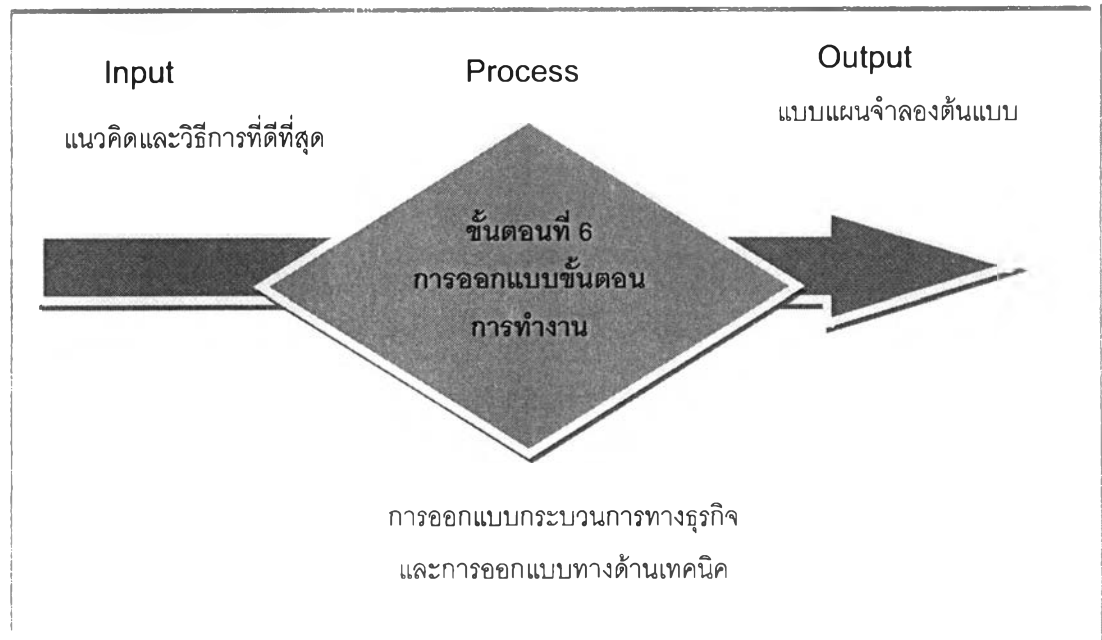 Input
Process
Output
แนวคิดและวิธีการที่ดีที่สุด
แบบแผนจำลองต้นแบบ
ขั้นตอนที่ 6
การออกแบบขั้นตอน
การทำงาน
การออกแบบกระบวนการทางธุรกิจ
และการออกแบบทางด้านเทคนิค